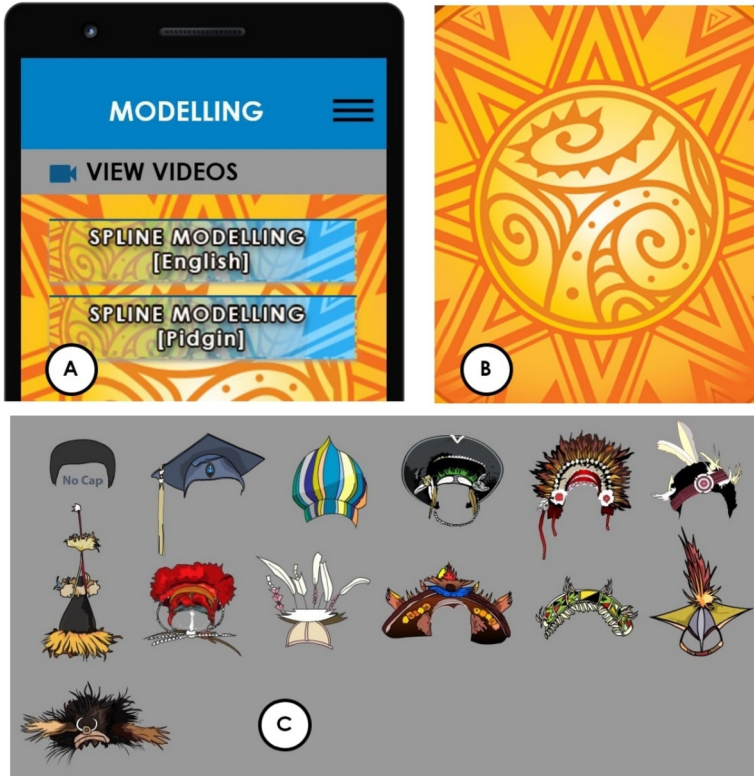 MODELLING
VIEW VIDEOS
SPLINE MODELLING
[English]
SPLINE MODELLING
[Pidgin]
A
B
No Cap
C